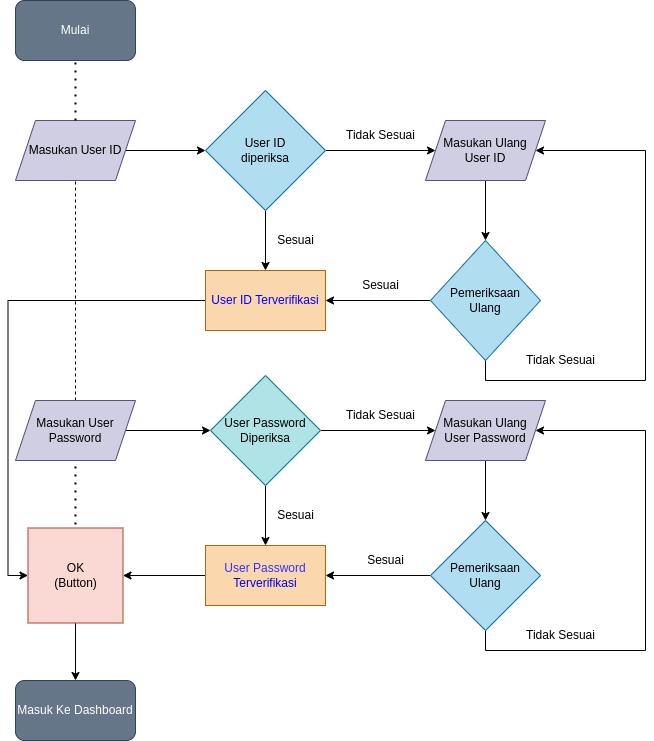 Mulai
Masukan User ID
User ID
diperiksa
Tidak Sesuai
Masukan Ulang
User ID
Sesuai
User ID Terverifikasi
Sesuai
Pemeriksaan
Ulang
Tidak Sesuai
Masukan User
Password
User Password
Diperiksa
Tidak Sesuai
Masukan Ulang
User Password
Sesuai
OK
(Button)
User Password
Terverifikasi
Sesuai
Pemeriksaan
Ulang
Tidak Sesuai
Masuk Ke Dashboard